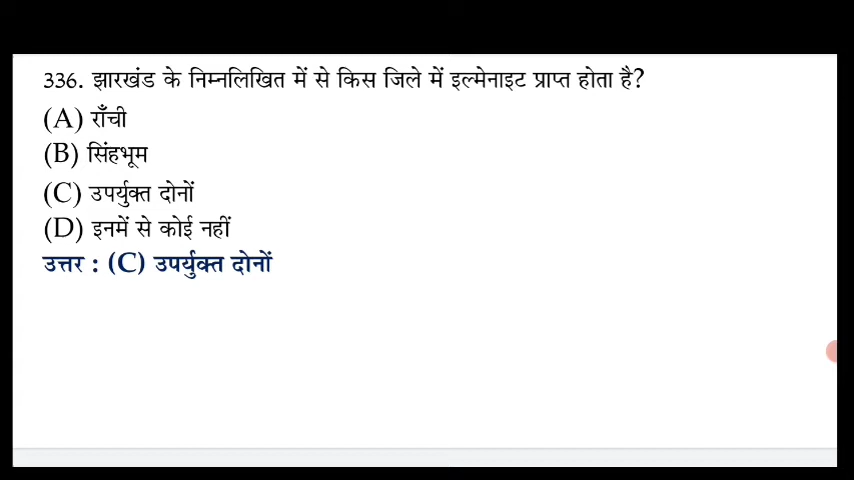 336. झारखंड के निम्नलिखित में से किस जिले में इल्मेनाइट प्राप्त होता है?
(A) राँची
(B) सिंहभूम
(C) उपर्युक्त दोनों
(D) इनमें से कोई नहीं
उत्तर : (C) उपर्युक्त दोनों